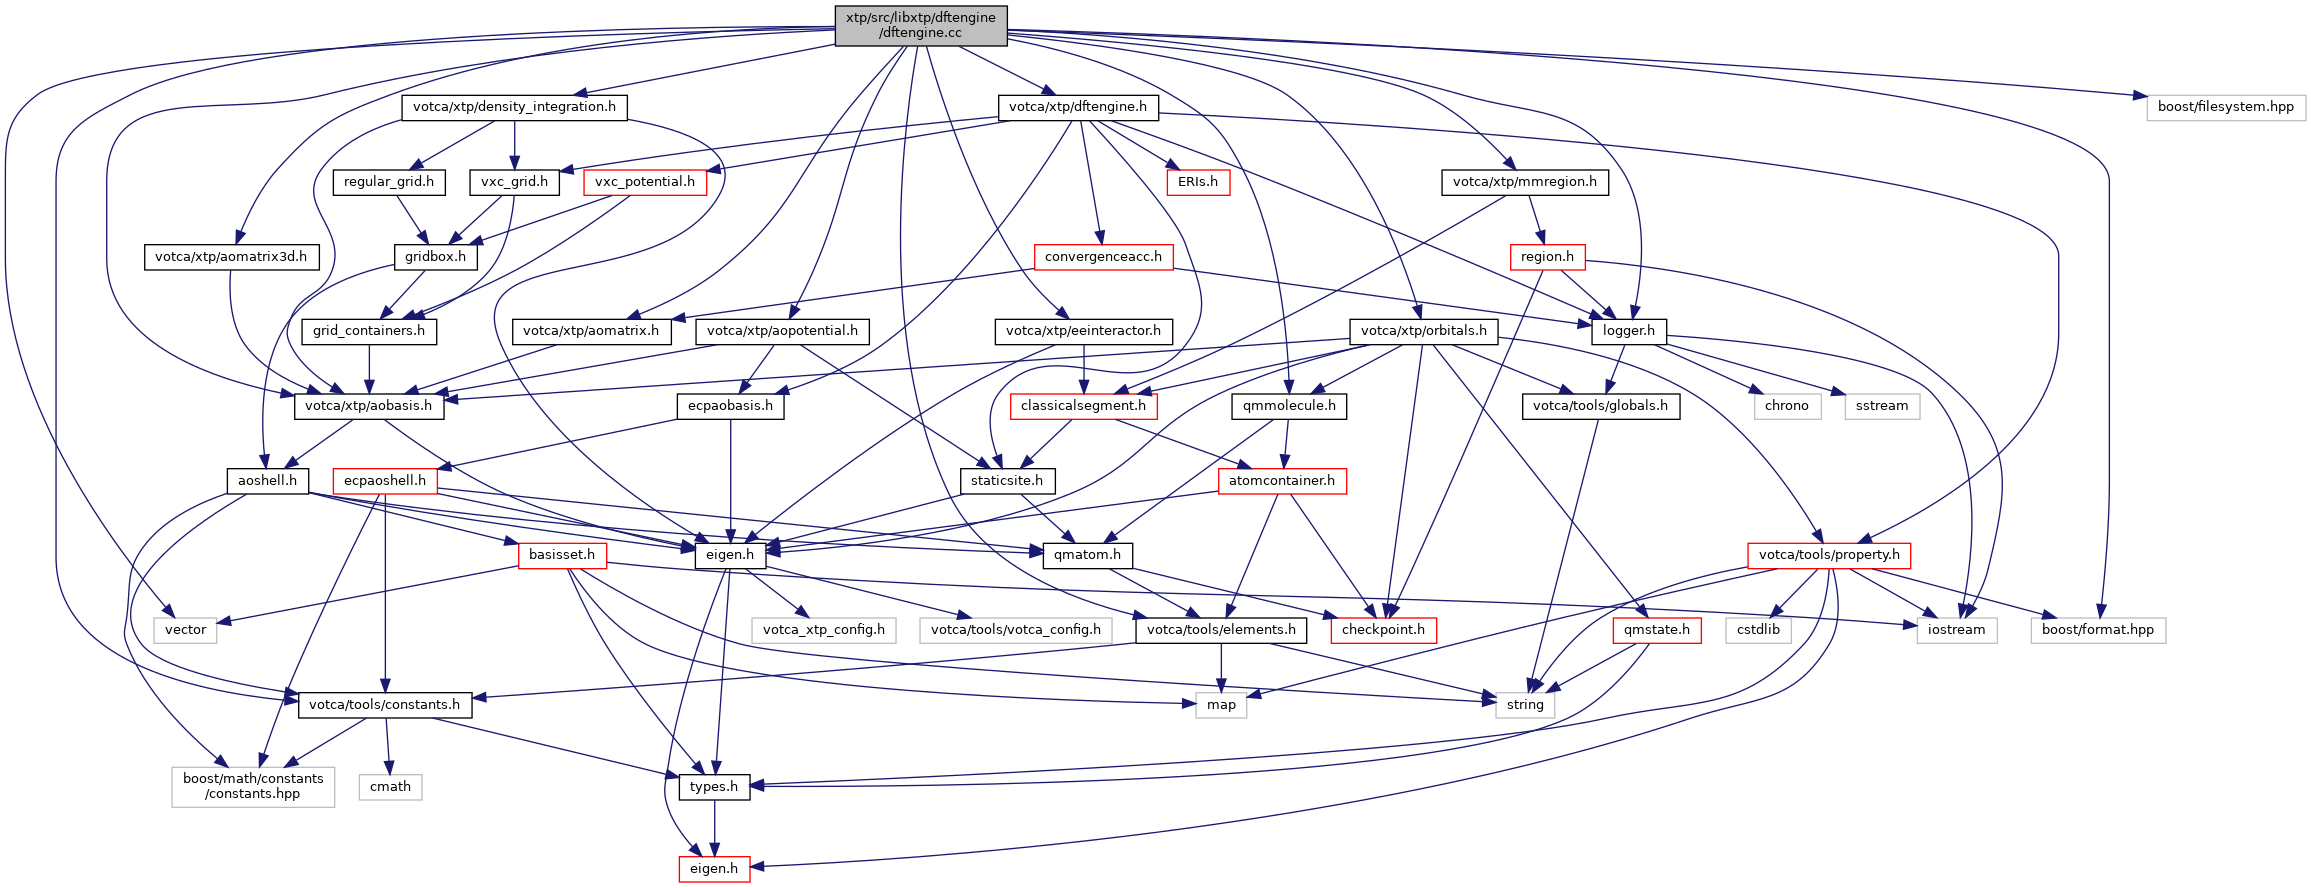 xtp/src/libxtp/dftengine
/dftengine.cc
votca/xtp/density_integration.h
votca/xtp/dftengine.h
boost/filesystem.hpp
regular_grid.h
vxc_grid.h
vxc_potential.h
ERIs.h
votca/xtp/mmregion.h
votca/xtp/aomatrix3d.h
gridbox.h
convergenceacc.h
region.h
grid_containers.h
votca/xtp/aomatrix.h
votca/xtp/aopotential.h
votca/xtp/eeinteractor.h
votca/xtp/orbitals.h
logger.h
votca/xtp/aobasis.h
ecpaobasis.h
classicalsegment.h
qmmolecule.h
votca/tools/globals.h
chrono
sstream
aoshell.h
ecpaoshell.h
staticsite.h
atomcontainer.h
basisset.h
eigen.h
qmatom.h
votca/tools/property.h
vector
votca_xtp_config.h
votca/tools/votca_config.h
votca/tools/elements.h
checkpoint.h
qmstate.h
cstdlib
iostream
boost/format.hpp
votca/tools/constants.h
map
string
boost/math/constants
/constants.hpp
cmath
types.h
eigen.h